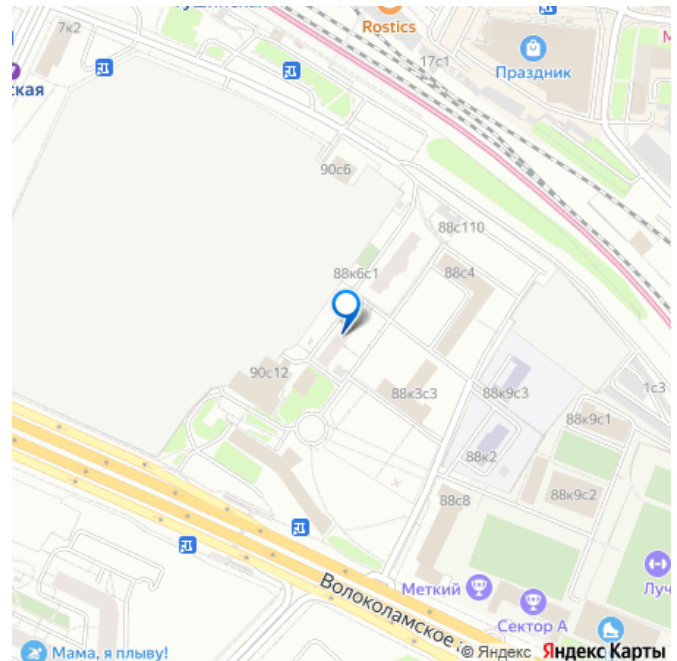 7к2
Rostics
17с1
Праздник
ская
90с6
88с110
88к6с1
88с4
90с12
88к3с3
88к9с3
1с3
88к9с1
88к2
88к9с2
88с8
Луч
Меткий
Волоколамское
Сектор А
Мама, я плыву!
© Яндекс Яндекс Карты